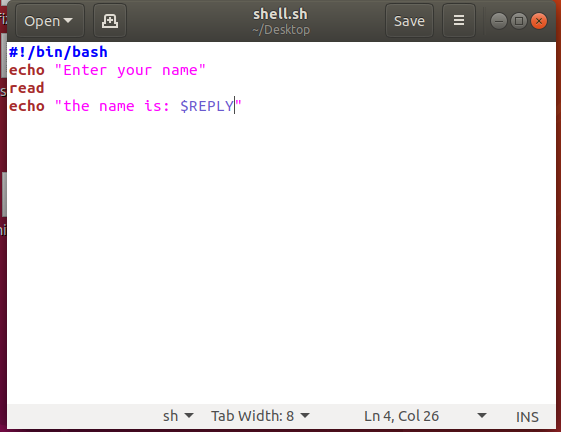 shell.sh
Open
~/Desktop
Save
#!/bin/bash
echo "Enter your name"
read
echo "the name is: $REPLY"
sh
Tab Width: 8
Ln 4, Col 26
INS